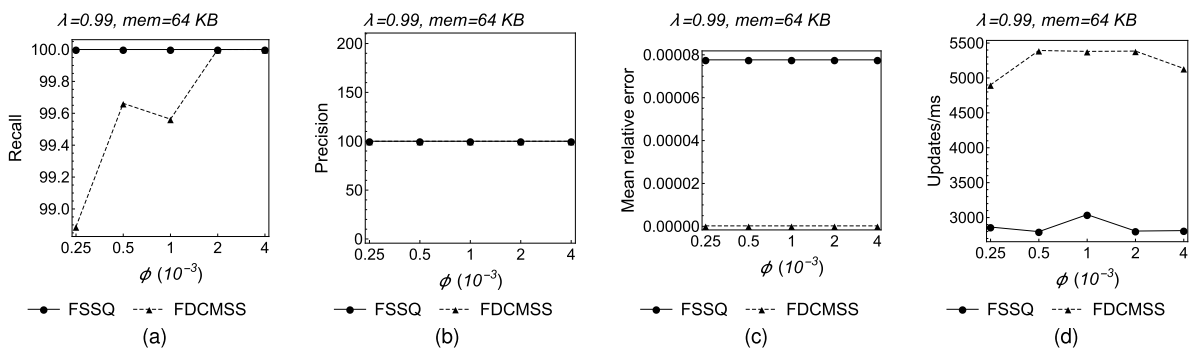 λ=0.99, mem=64 KB
100.0
99.8
99.6
99.4
99.2
99.0
Recall
0.25 0.5 1 2 4
ϕ (10⁻³)
FSSQ FDCMSS
(a)
λ=0.99, mem=64 KB
200
150
100
50
0
Precision
0.25 0.5 1 2 4
ϕ (10⁻³)
FSSQ FDCMSS
(b)
λ=0.99, mem=64 KB
0.00008
0.00006
0.00004
0.00002
0.00000
Mean relative error
0.25 0.5 1 2 4
ϕ (10⁻³)
FSSQ FDCMSS
(c)
λ=0.99, mem=64 KB
5500
5000
4500
4000
3500
3000
Updates/ms
0.25 0.5 1 2 4
ϕ (10⁻³)
FSSQ FDCMSS
(d)